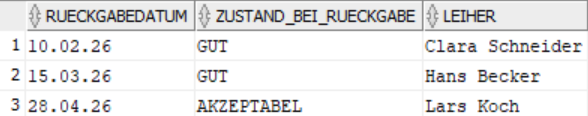 RUECKGABEDATUM ZUSTAND_BEI_RUECKGABE LEIHER
1 10.02.26 GUT Clara Schneider
2 15.03.26 GUT Hans Becker
3 28.04.26 AKZEPTABEL Lars Koch